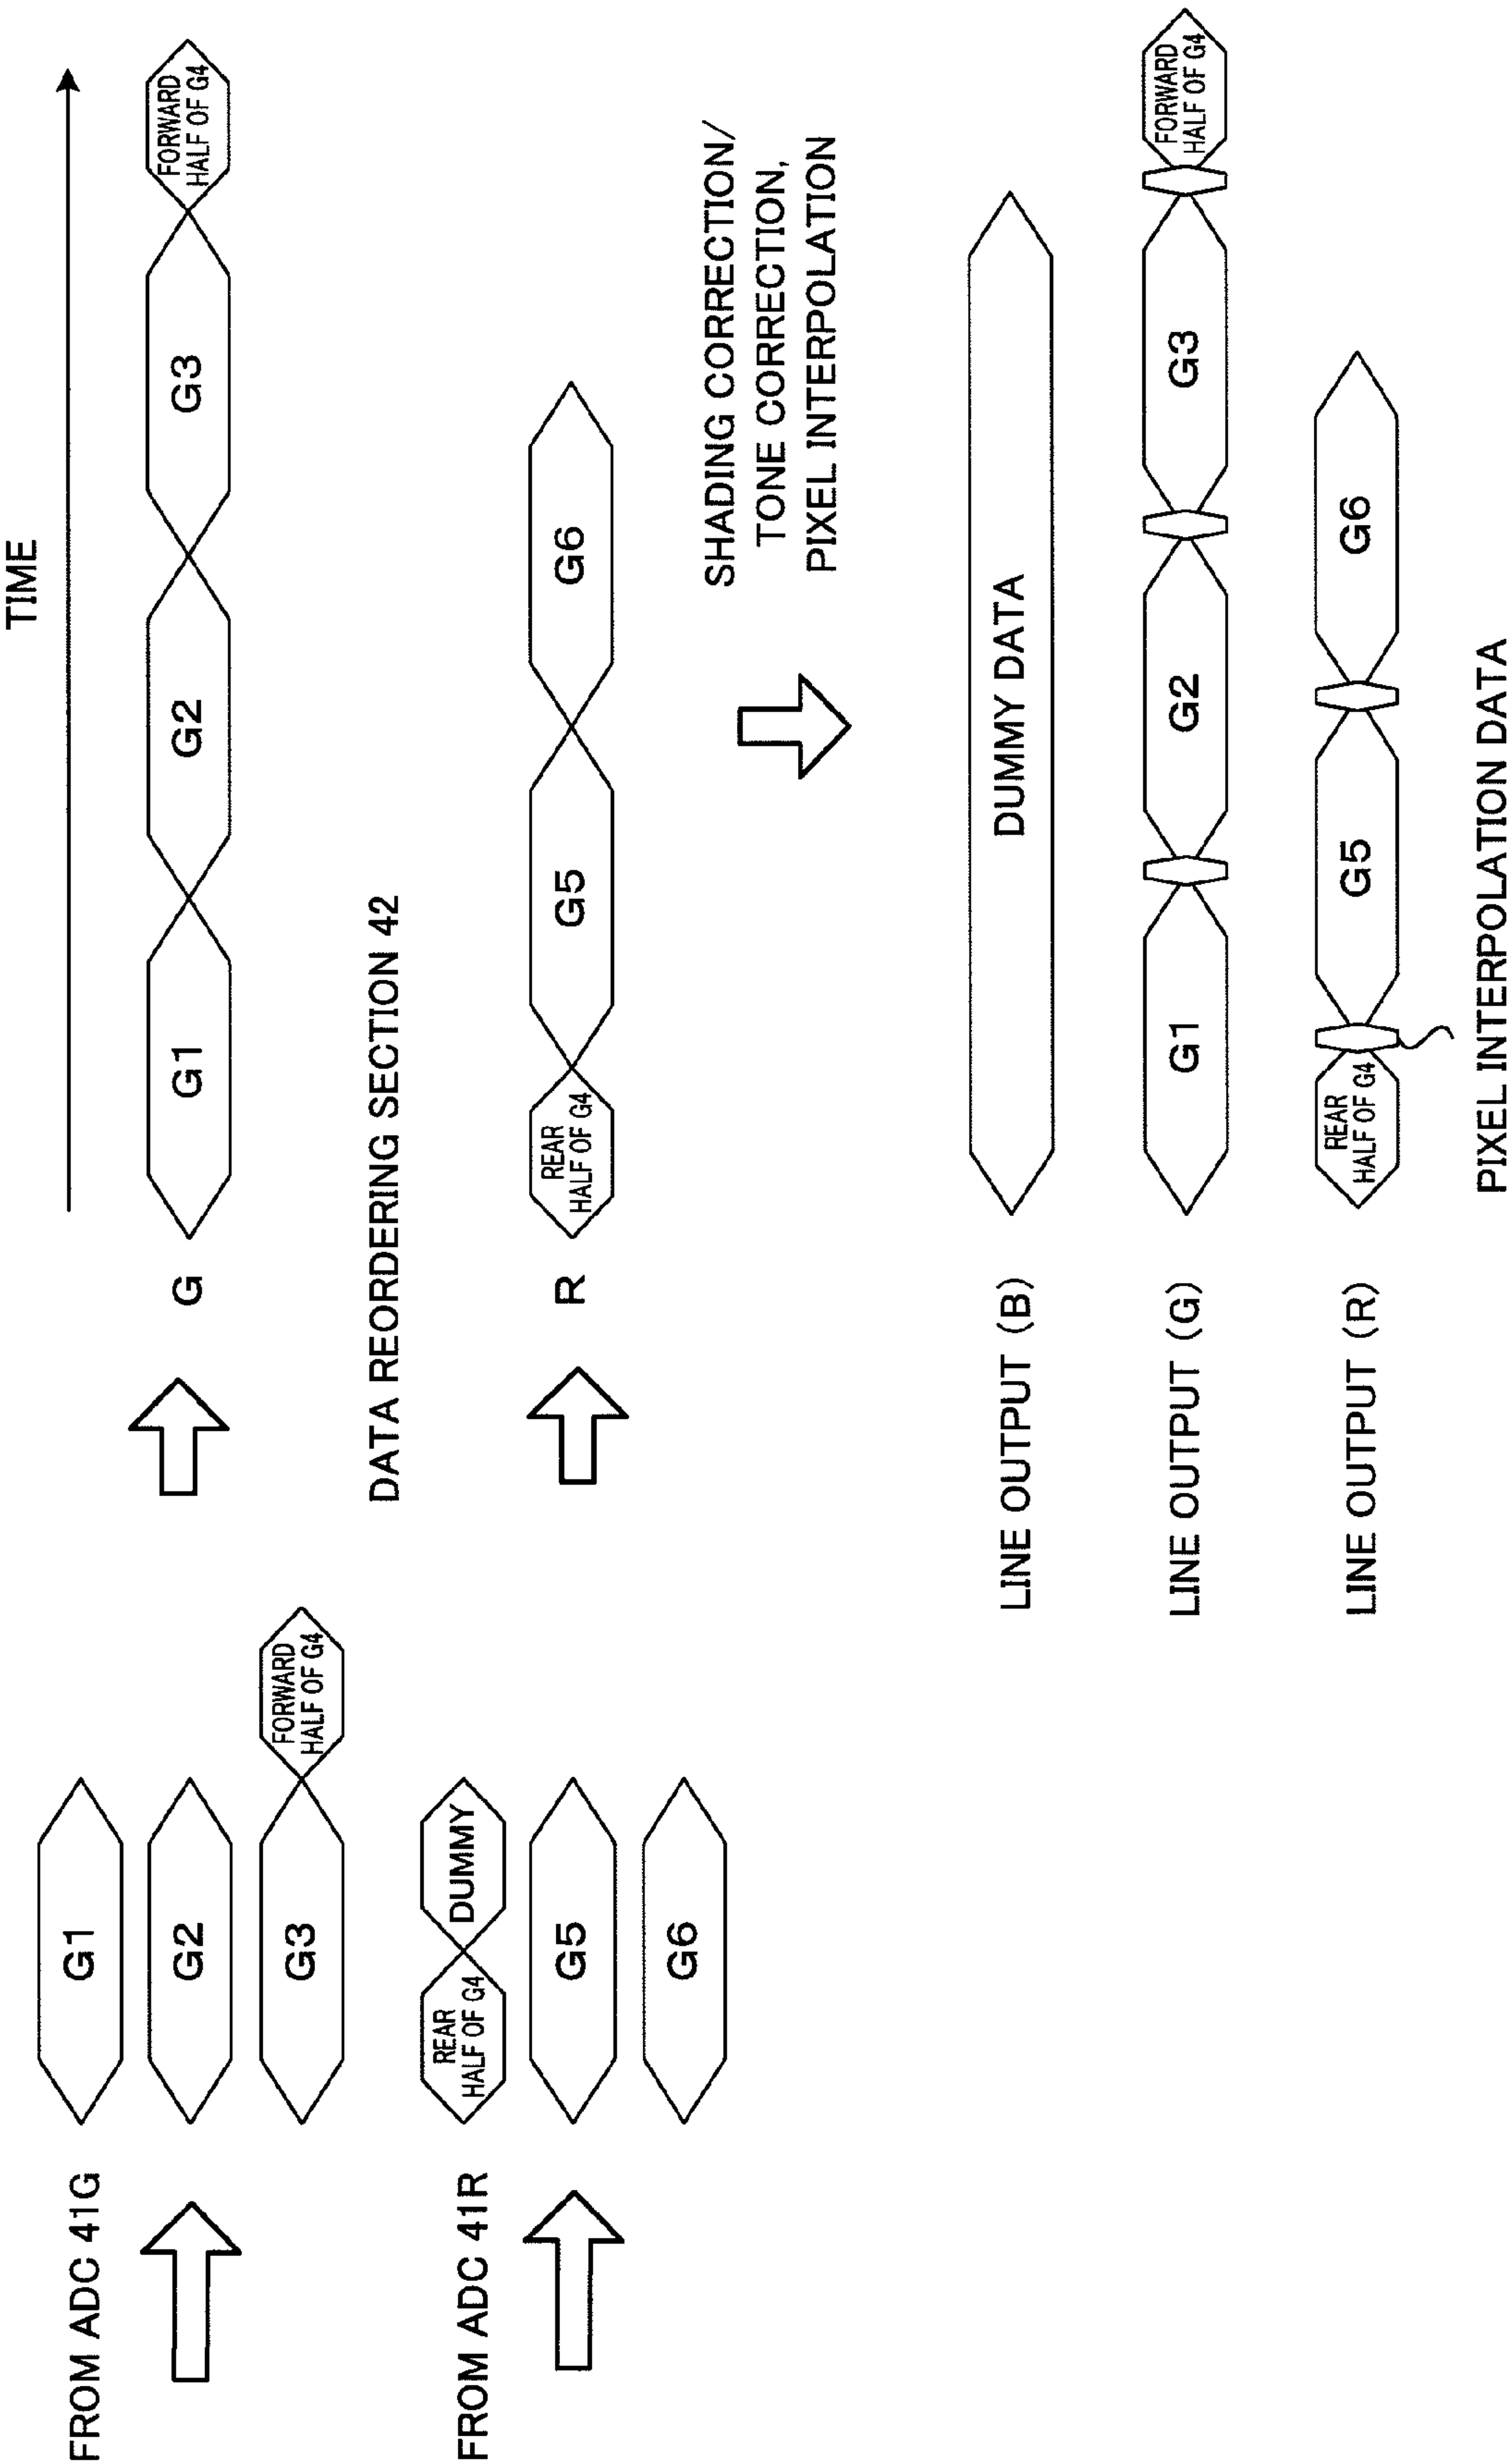 TIME
FROM ADC 41G
G1
G2
G3
FORWARD
HALF OF G4
G
G1
G2
G3
FORWARD
HALF OF G4
DATA REORDERING SECTION 42
FROM ADC 41R
REAR
HALF OF G4
DUMMY
G5
G6
R
REAR
HALF OF G4
G5
G6
SHADING CORRECTION/
TONE CORRECTION,
PIXEL INTERPOLATION
LINE OUTPUT (B)
DUMMY DATA
LINE OUTPUT (G)
G1
G2
G3
FORWARD
HALF OF G4
LINE OUTPUT (R)
REAR
HALF OF G4
G5
G6
PIXEL INTERPOLATION DATA